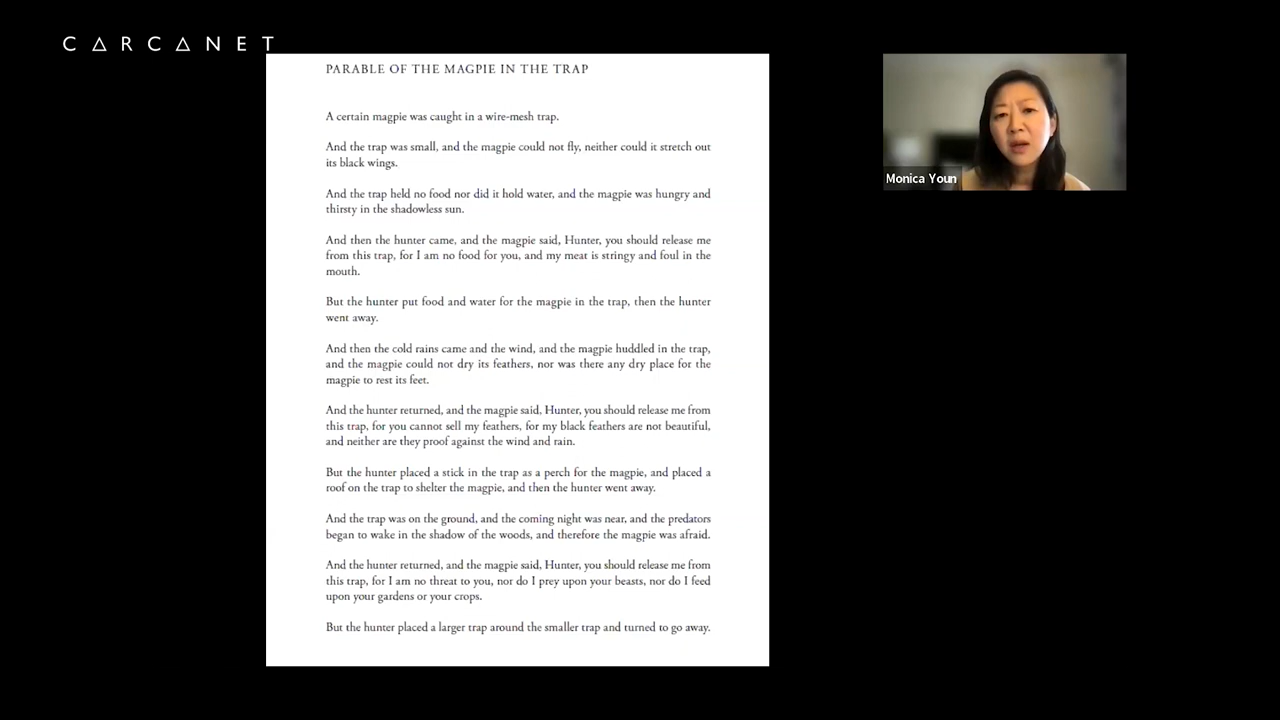 CARCANET
PARABLE OF THE MAGPIE IN THE TRAP
A certain magpie was caught in a wire-mesh trap.
And the trap was small, and the magpie could not fly, neither could it stretch out
its black wings.
And the trap held no food nor did it hold water, and the magpie was hungry and
thirsty in the shadowless sun.
And then the hunter came, and the magpie said, Hunter, you should release me
from this trap, for I am no food for you, and my meat is stringy and foul in the
mouth.
But the hunter put food and water for the magpie in the trap, then the hunter
went away.
And then the cold rains came and the wind, and the magpie huddled in the trap,
and the magpie could not dry its feathers, nor was there any dry place for the
magpie to rest its feet.
And the hunter returned, and the magpie said, Hunter, you should release me from
this trap, for you cannot sell my feathers, for my black feathers are not beautiful,
and neither are they proof against the wind and rain.
But the hunter placed a stick in the trap as a perch for the magpie, and placed a
roof on the trap to shelter the magpie, and then the hunter went away.
And the trap was on the ground, and the coming night was near, and the predators
began to wake in the shadow of the woods, and therefore the magpie was afraid.
And the hunter returned, and the magpie said, Hunter, you should release me from
this trap, for I am no threat to you, nor do I prey upon your beasts, nor do I feed
upon your gardens or your crops.
But the hunter placed a larger trap around the smaller trap and turned to go away.
Monica Youn